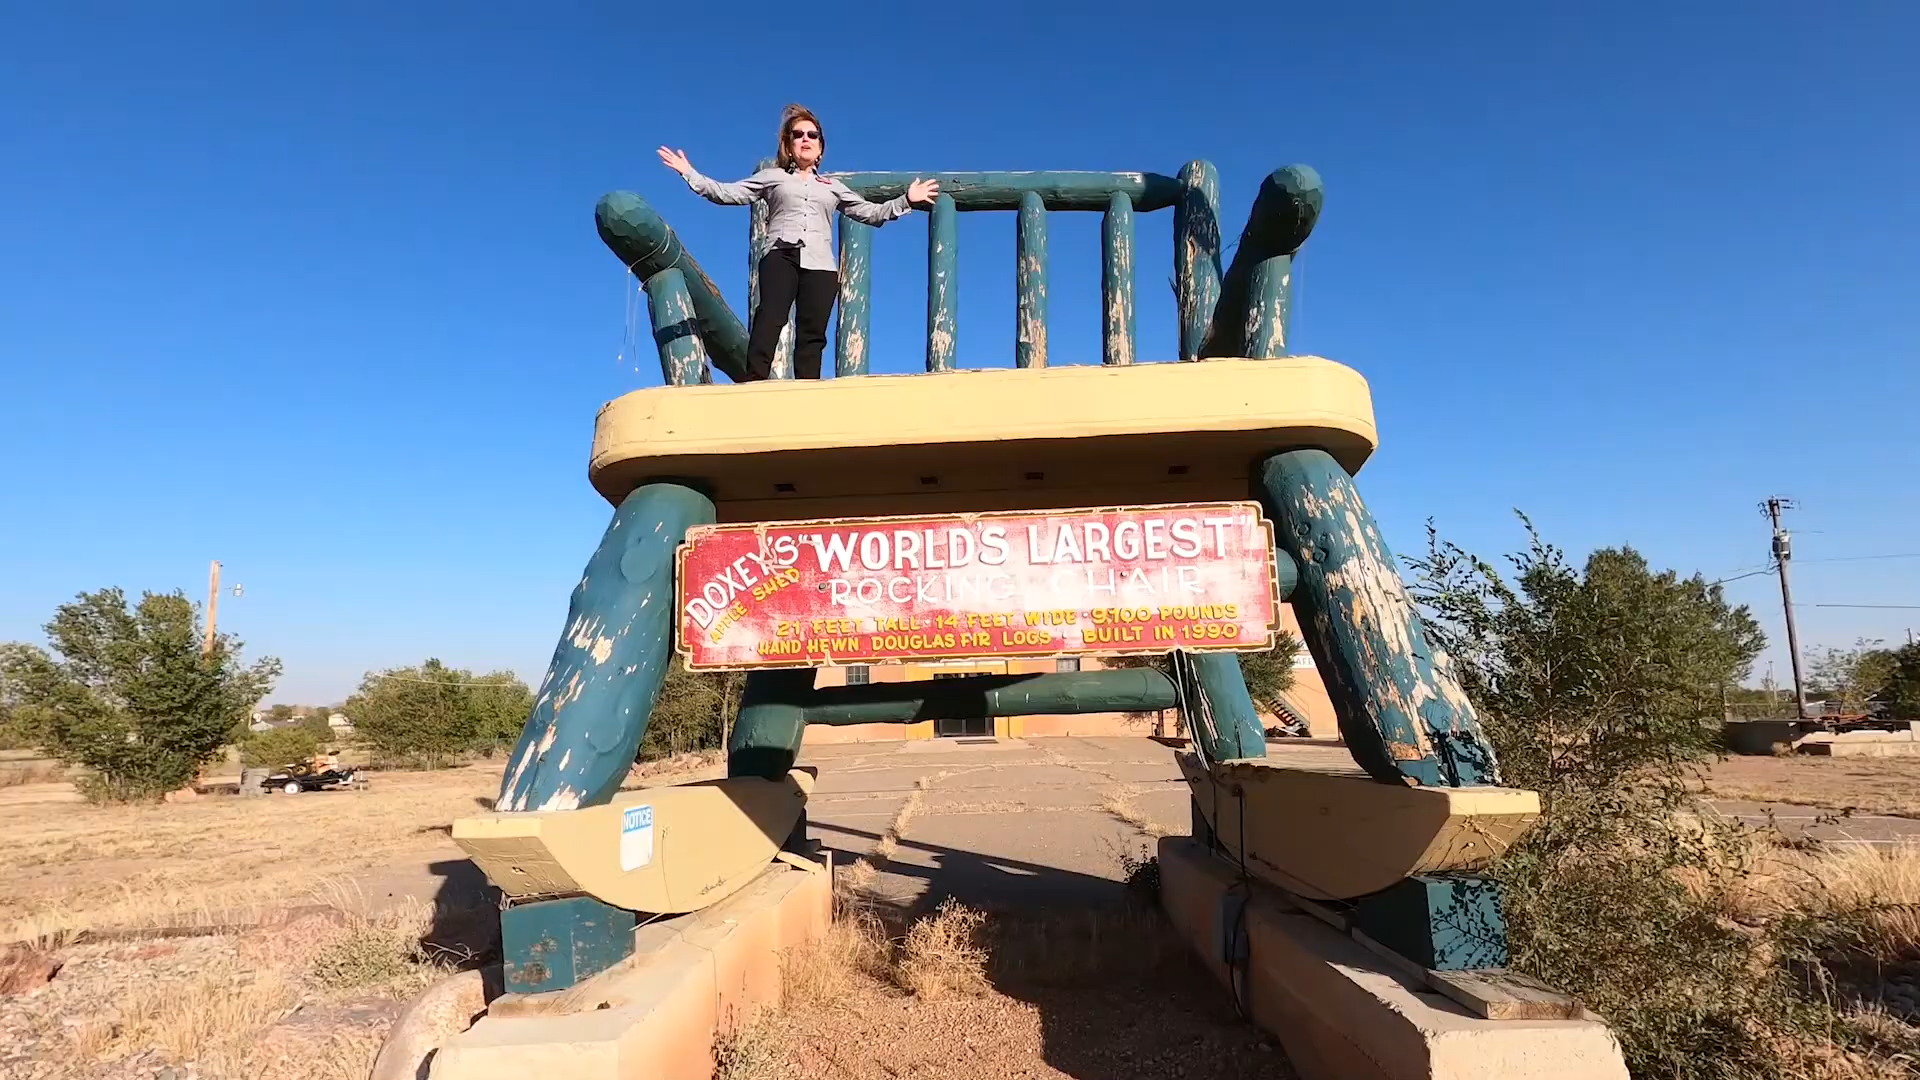 DOXEY'S
APPLE SHED
"WORLD'S LARGEST"
ROCKING CHAIR
21 FEET TALL · 14 FEET WIDE · 9,700 POUNDS
HAND HEWN DOUGLAS FIR LOGS · BUILT IN 1990
NOTICE